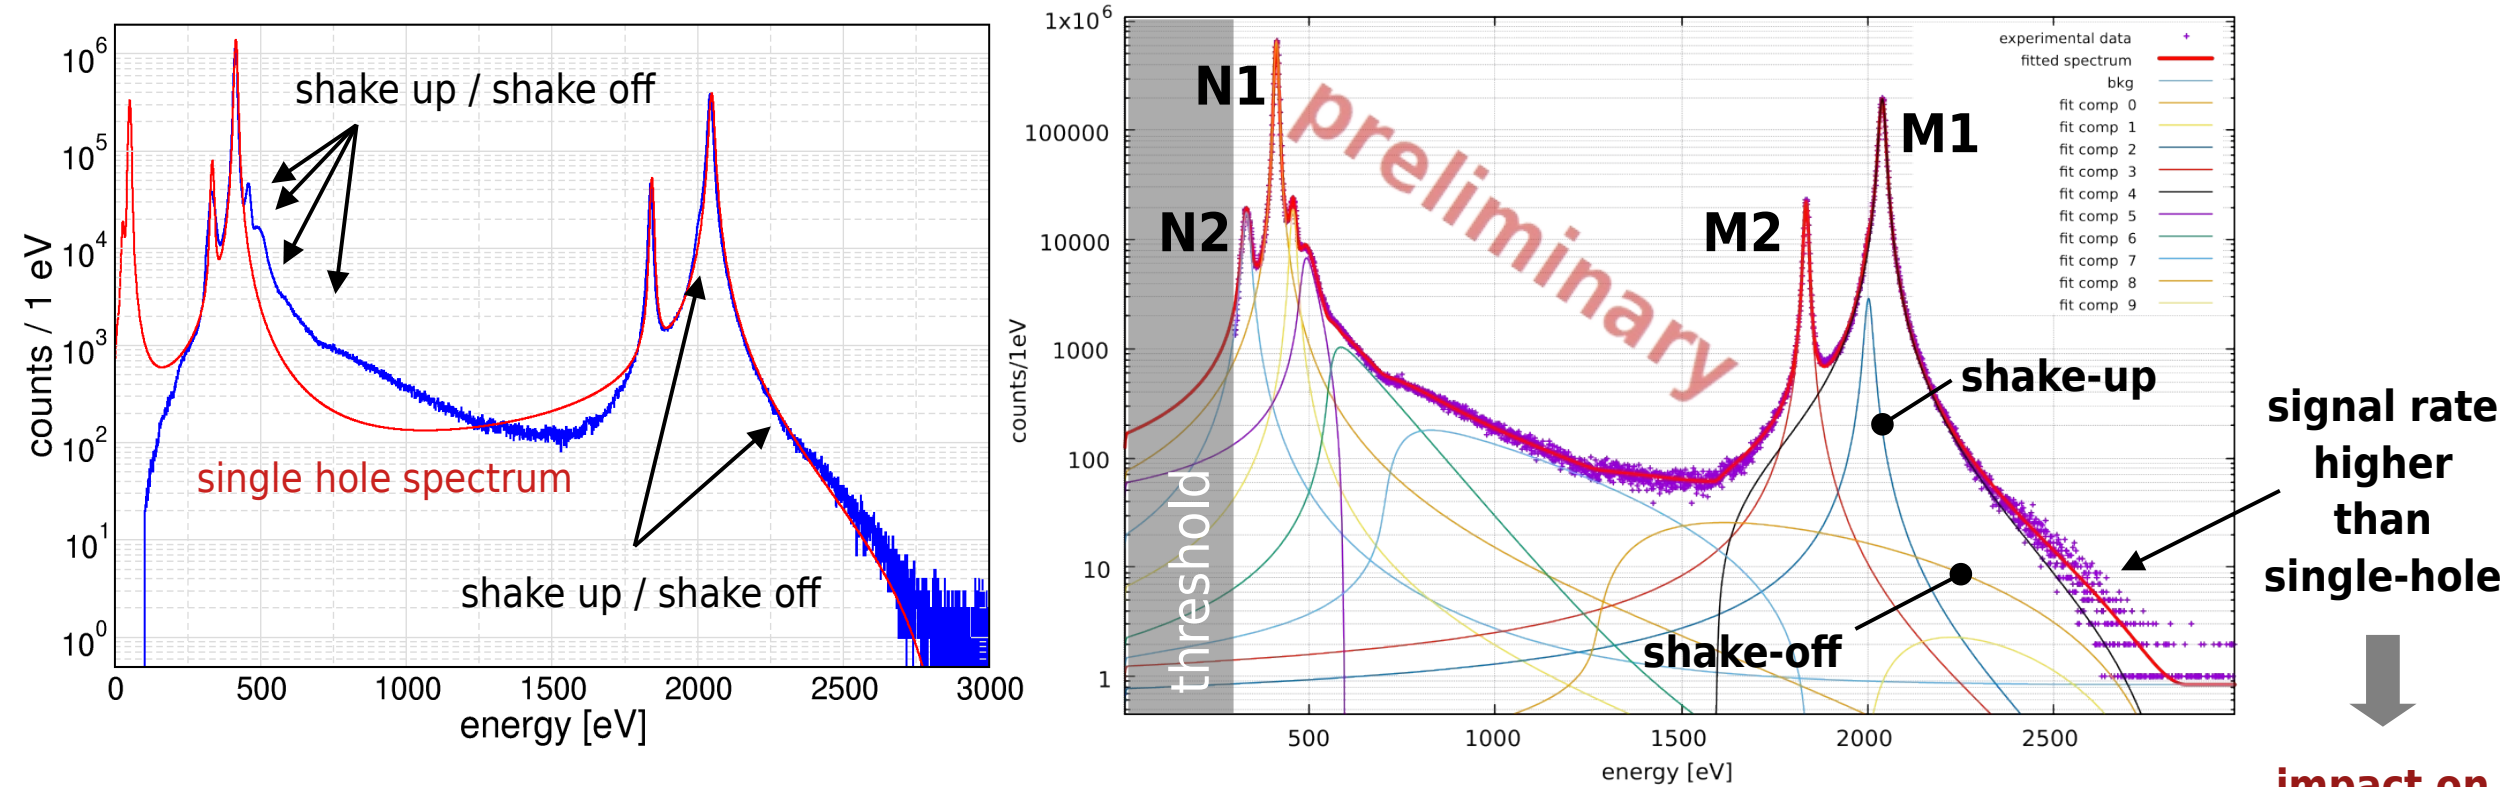 10^6
10^5
10^4
10^3
10^2
10^1
10^0
counts / 1 eV
shake up / shake off
single hole spectrum
shake up / shake off
0 500 1000 1500 2000 2500 3000
energy [eV]
1x10^6
100000
10000
1000
100
10
1
counts/1eV
experimental data
fitted spectrum
bkg
fit comp 0
fit comp 1
fit comp 2
fit comp 3
fit comp 4
fit comp 5
fit comp 6
fit comp 7
fit comp 8
fit comp 9
N1
N2
M1
M2
preliminary
threshold
shake-up
shake-off
500 1000 1500 2000 2500
energy [eV]
signal rate
higher
than
single-hole
impact on